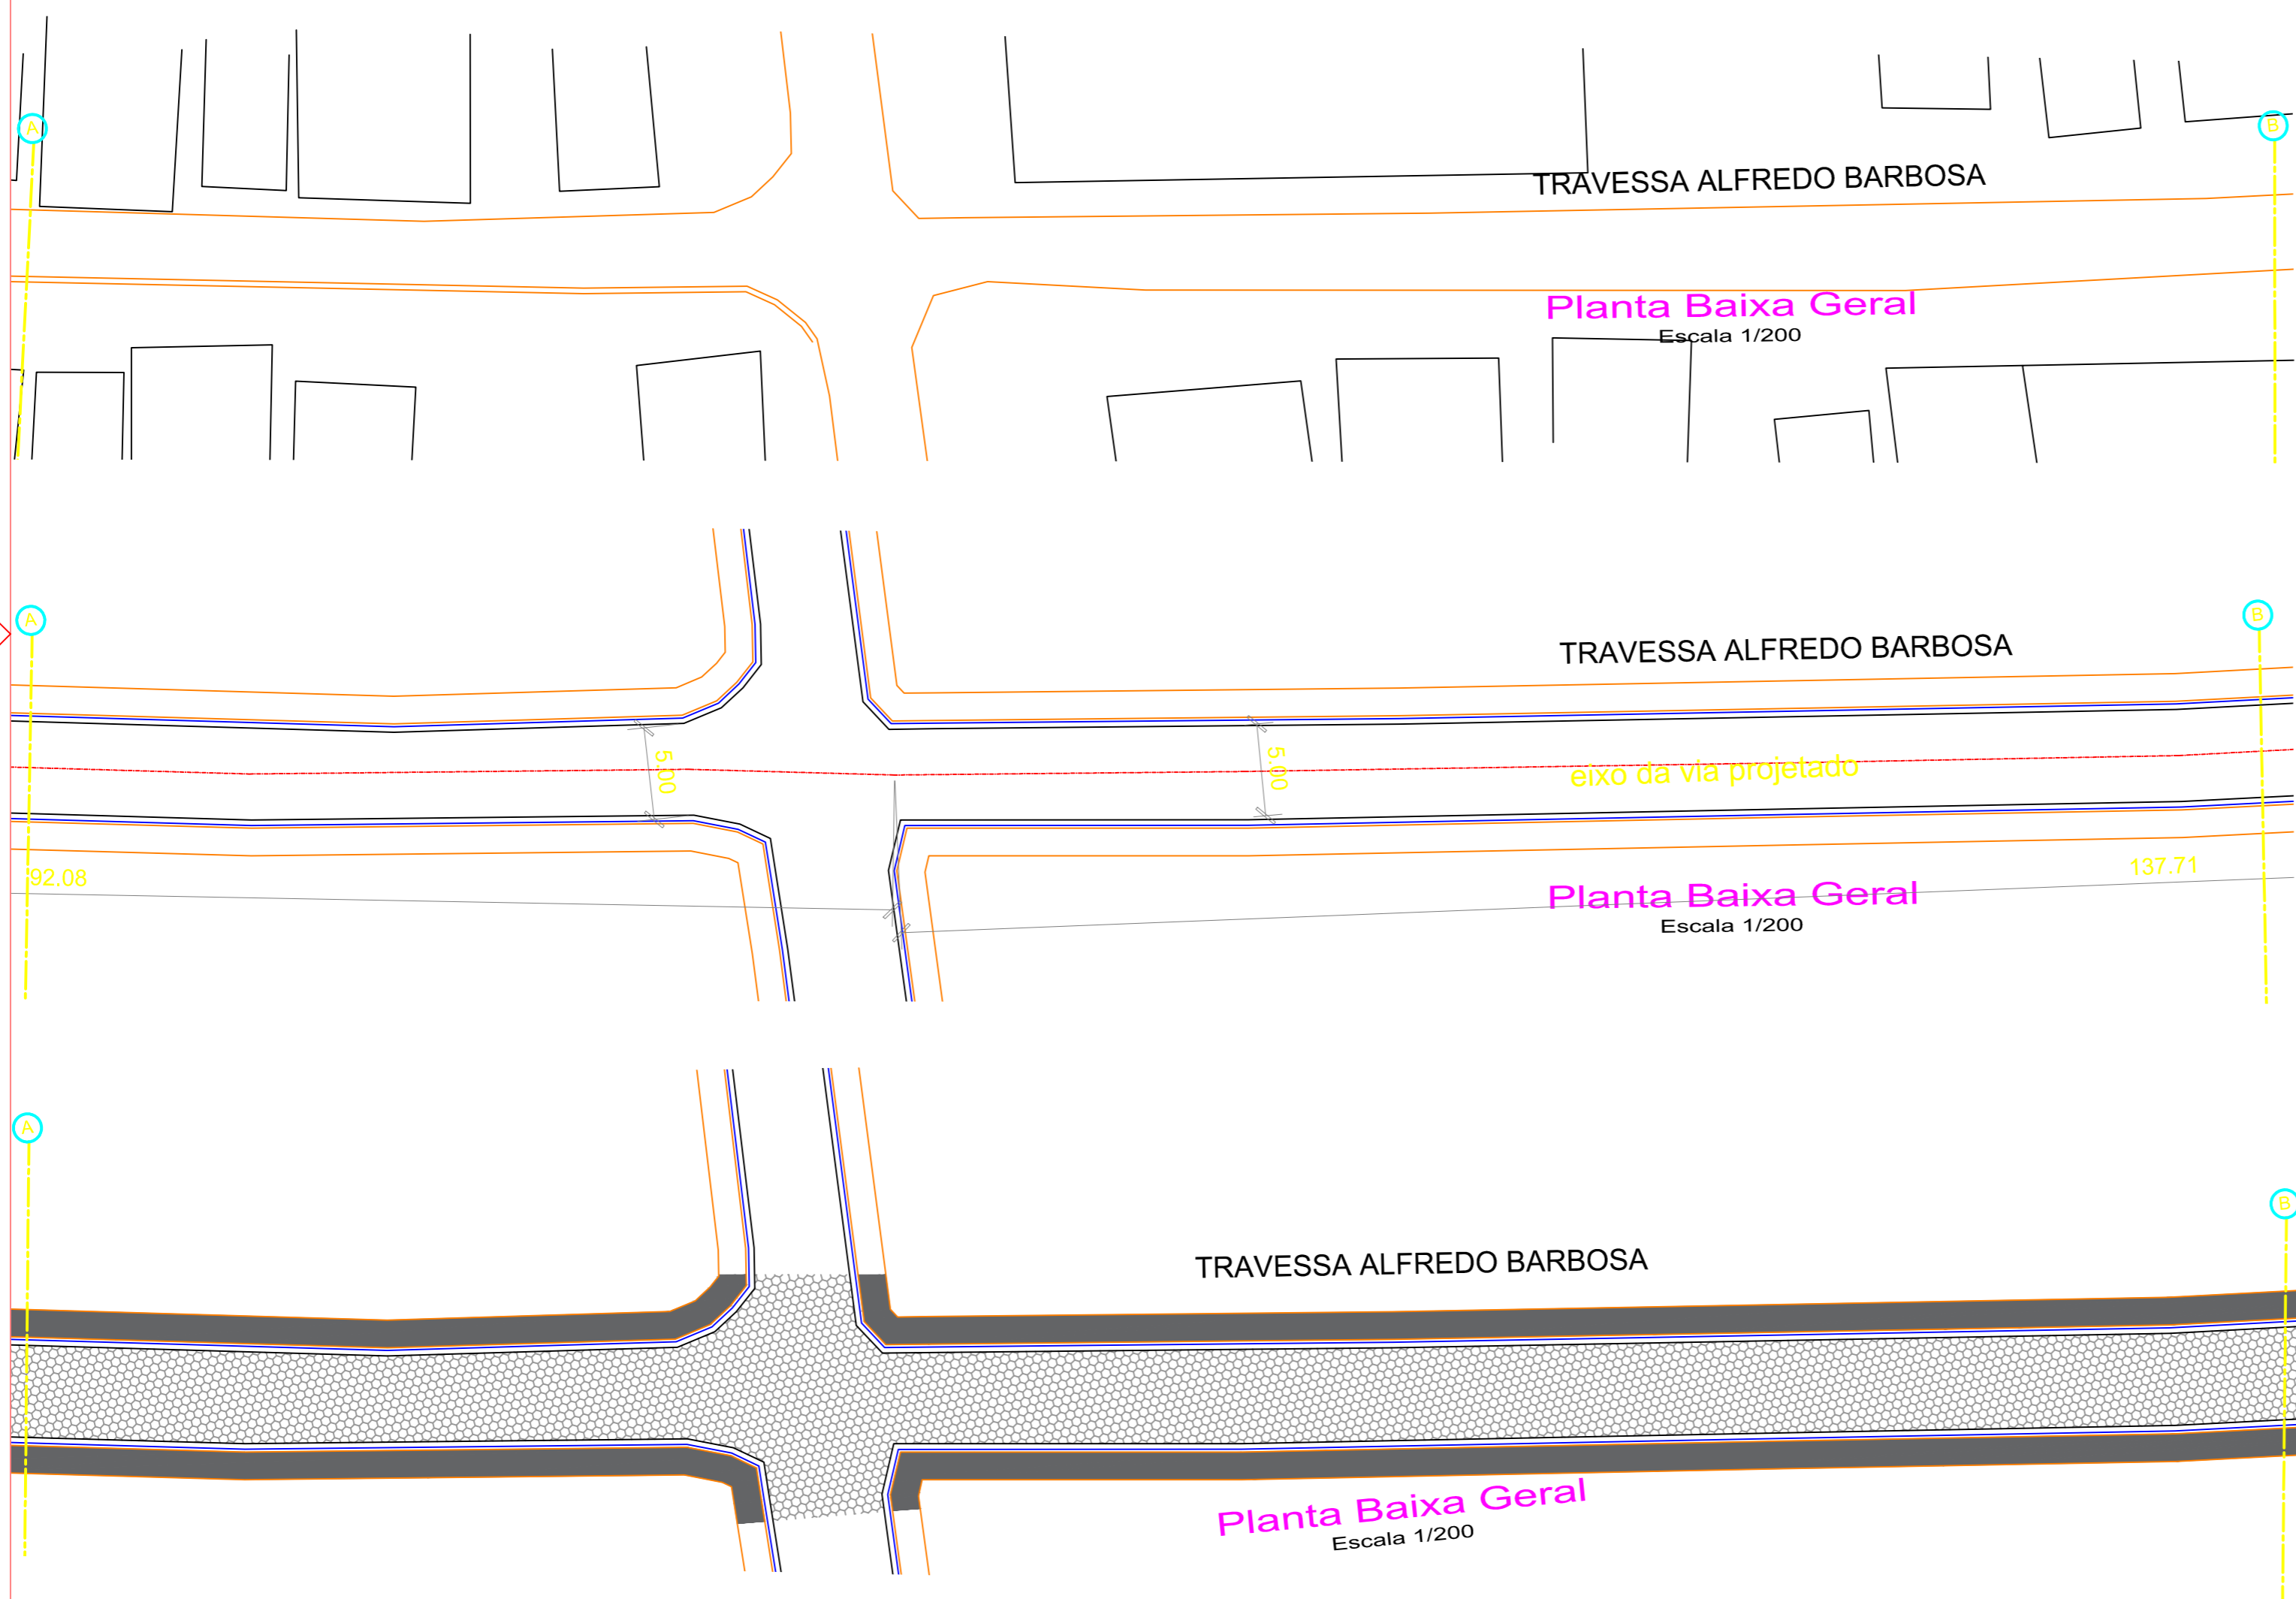 A
B
TRAVESSA ALFREDO BARBOSA
Planta Baixa Geral
Escala 1/200
A
B
TRAVESSA ALFREDO BARBOSA
5.00
5.00
eixo da via projetado
92.08
137.71
Planta Baixa Geral
Escala 1/200
A
B
TRAVESSA ALFREDO BARBOSA
Planta Baixa Geral
Escala 1/200